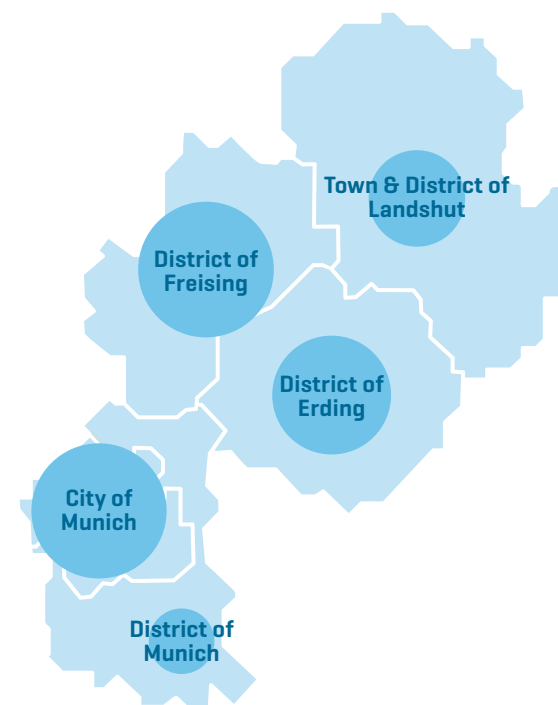 Town & District of
Landshut
District of
Freising
District of
Erding
City of
Munich
District of
Munich